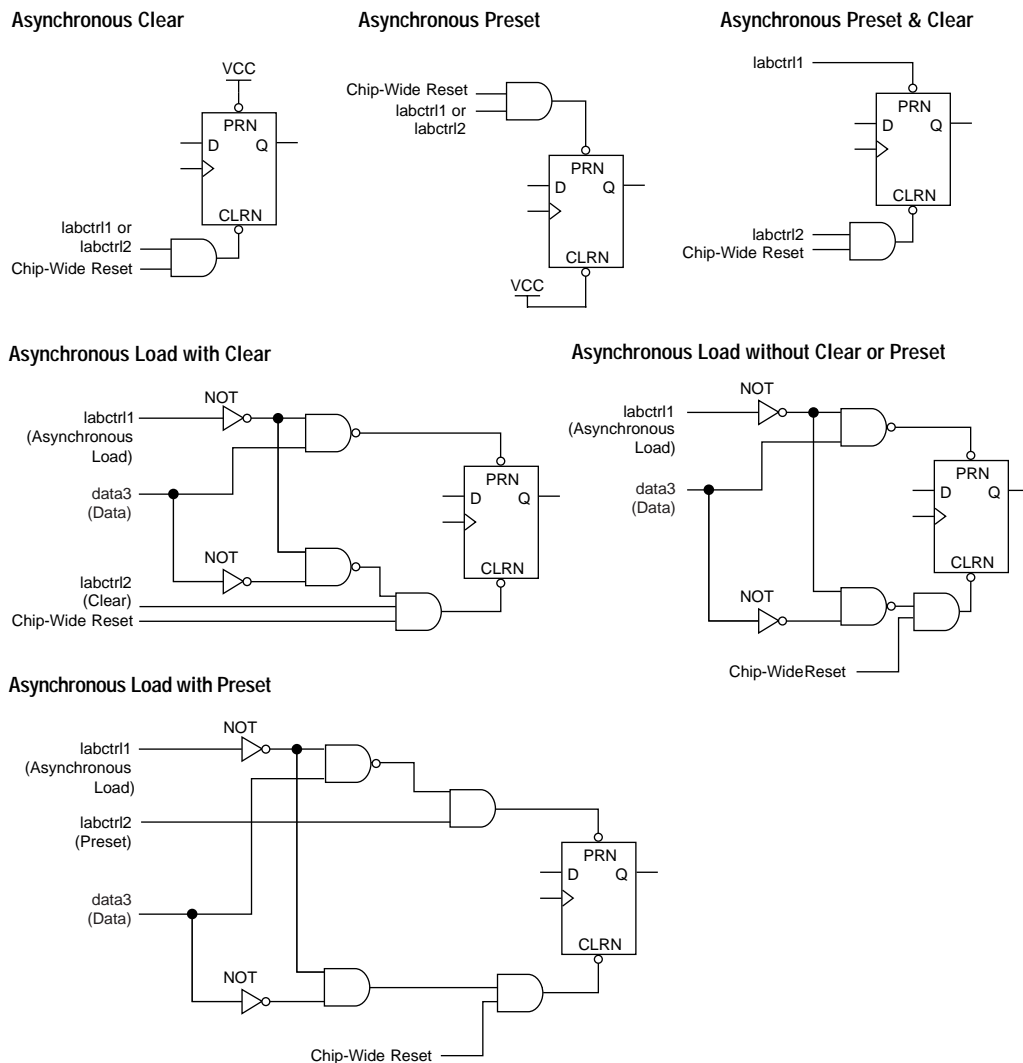 Asynchronous Clear
Asynchronous Preset
Asynchronous Preset & Clear
VCC
PRN
D
Q
CLRN
labctrl1 or
labctrl2
Chip-Wide Reset
Chip-Wide Reset
labctrl1 or
labctrl2
PRN
D
Q
CLRN
VCC
labctrl1
PRN
D
Q
CLRN
labctrl2
Chip-Wide Reset
Asynchronous Load with Clear
NOT
labctrl1
(Asynchronous
Load)
data3
(Data)
NOT
labctrl2
(Clear)
Chip-Wide Reset
PRN
D
Q
CLRN
Asynchronous Load without Clear or Preset
NOT
labctrl1
(Asynchronous
Load)
data3
(Data)
NOT
PRN
D
Q
CLRN
Chip-Wide Reset
Asynchronous Load with Preset
NOT
labctrl1
(Asynchronous
Load)
labctrl2
(Preset)
data3
(Data)
NOT
PRN
D
Q
CLRN
Chip-Wide Reset